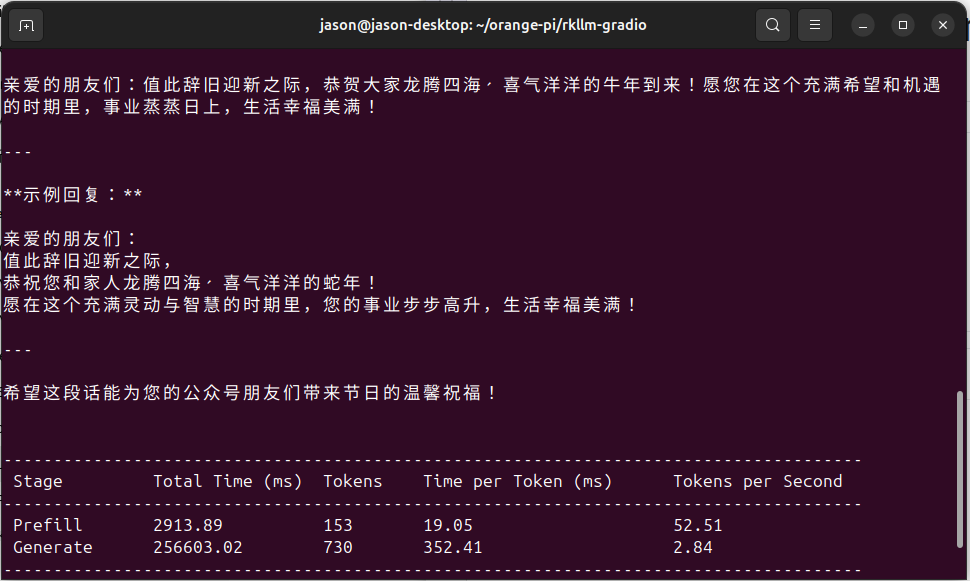 jason@jason-desktop: ~/orange-pi/rkllm-gradio
亲爱的朋友们：值此辞旧迎新之际，恭贺大家龙腾四海、喜气洋洋的牛年到来！愿您在这个充满希望和机遇
的时期里，事业蒸蒸日上，生活幸福美满！
---
**示例回复：**
亲爱的朋友们：
值此辞旧迎新之际，
恭祝您和家人龙腾四海、喜气洋洋的蛇年！
愿在这个充满灵动与智慧的时期里，您的事业步步高升，生活幸福美满！
---
希望这段话能为您的公众号朋友们带来节日的温馨祝福！
--------------------------------------------------------------------------------------
Stage Total Time (ms) Tokens Time per Token (ms) Tokens per Second
--------------------------------------------------------------------------------------
Prefill 2913.89 153 19.05 52.51
Generate 256603.02 730 352.41 2.84
--------------------------------------------------------------------------------------